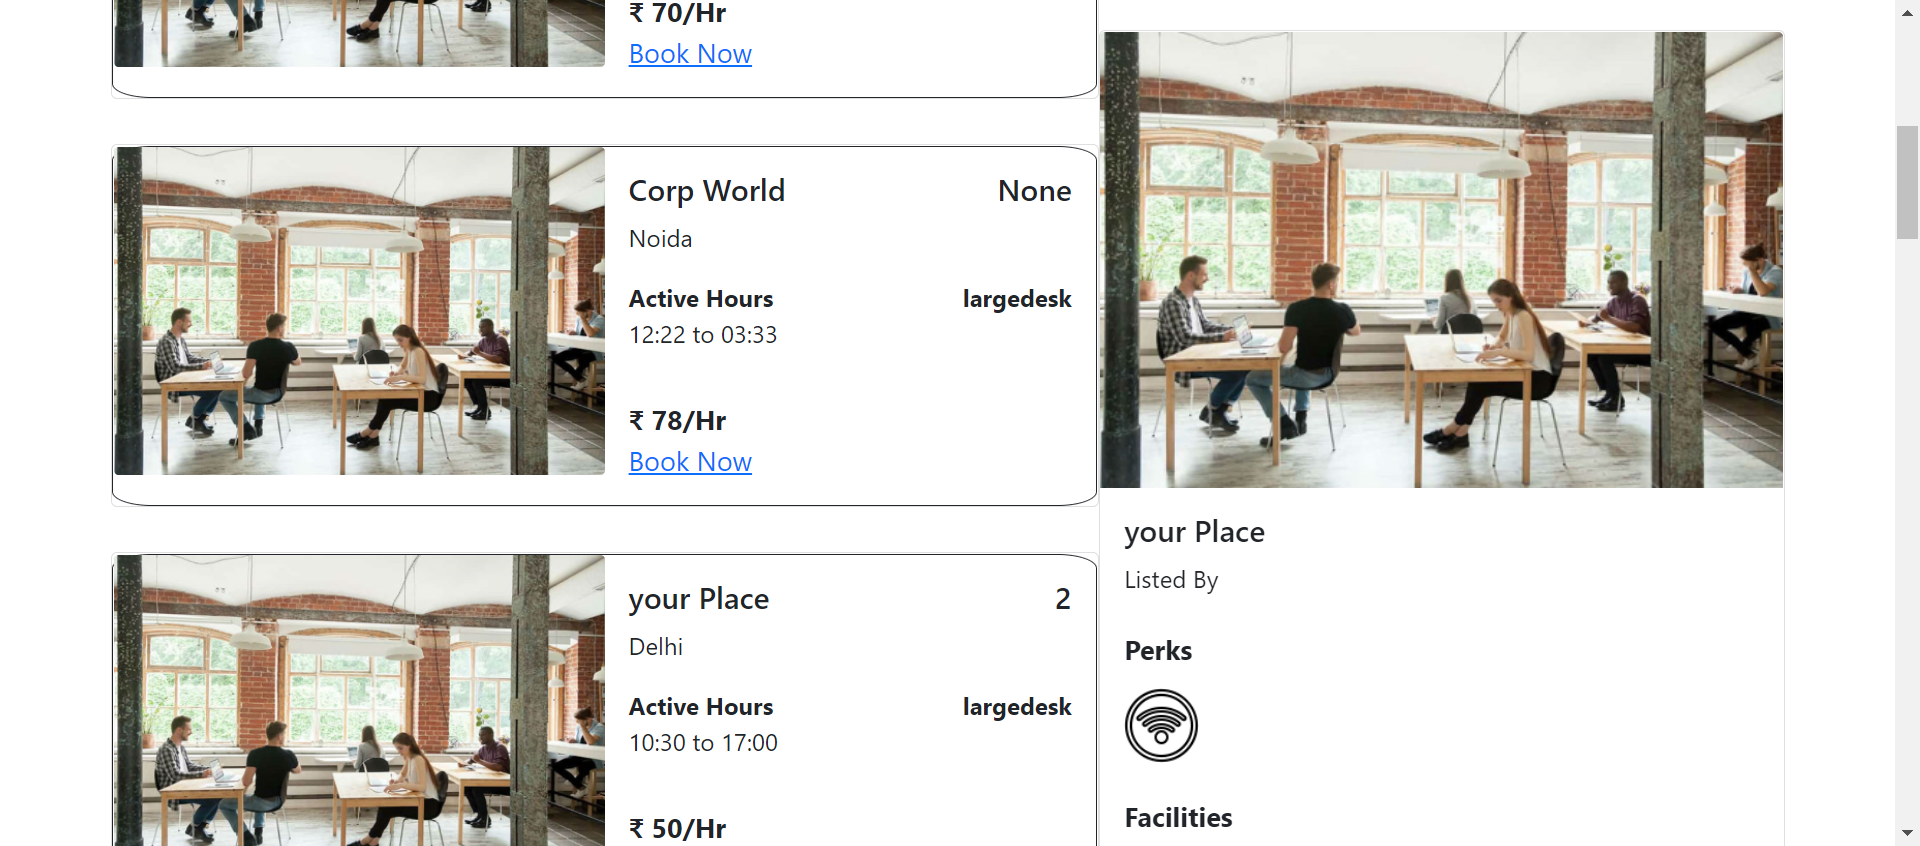 ₹ 70/Hr
Book Now
Corp World
None
Noida
Active Hours
largedesk
12:22 to 03:33
₹ 78/Hr
Book Now
your Place
2
Delhi
Active Hours
largedesk
10:30 to 17:00
₹ 50/Hr
your Place
Listed By
Perks
Facilities